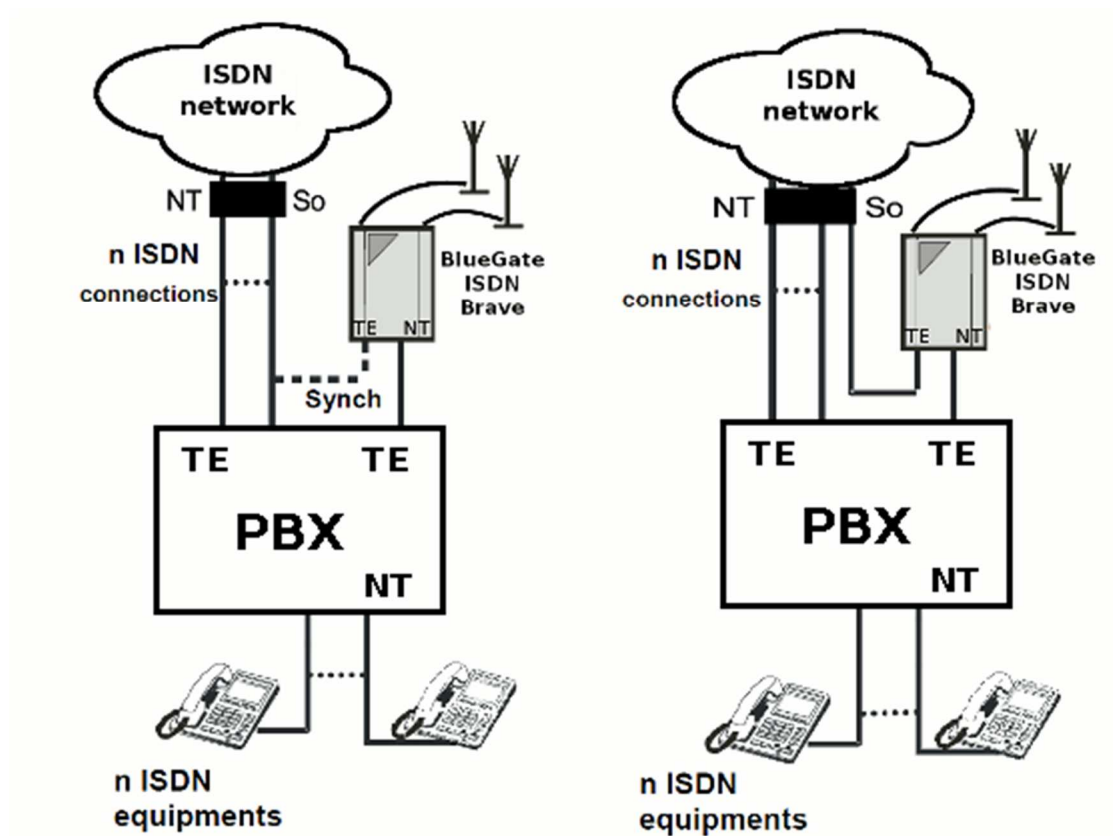 ISDN
network
NT
So
n ISDN
connections
BlueGate
ISDN
Brave
TE
NT
Synch
TE
TE
PBX
NT
n ISDN
equipments
ISDN
network
NT
So
n ISDN
connections
BlueGate
ISDN
Brave
TE
NT
TE
TE
PBX
NT
n ISDN
equipments